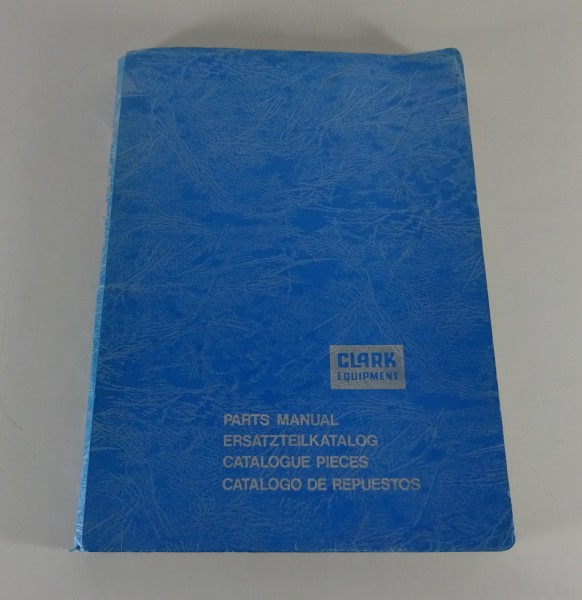 CLARK
EQUIPMENT
PARTS MANUAL
ERSATZTEILKATALOG
CATALOGUE PIECES
CATALOGO DE REPUESTOS